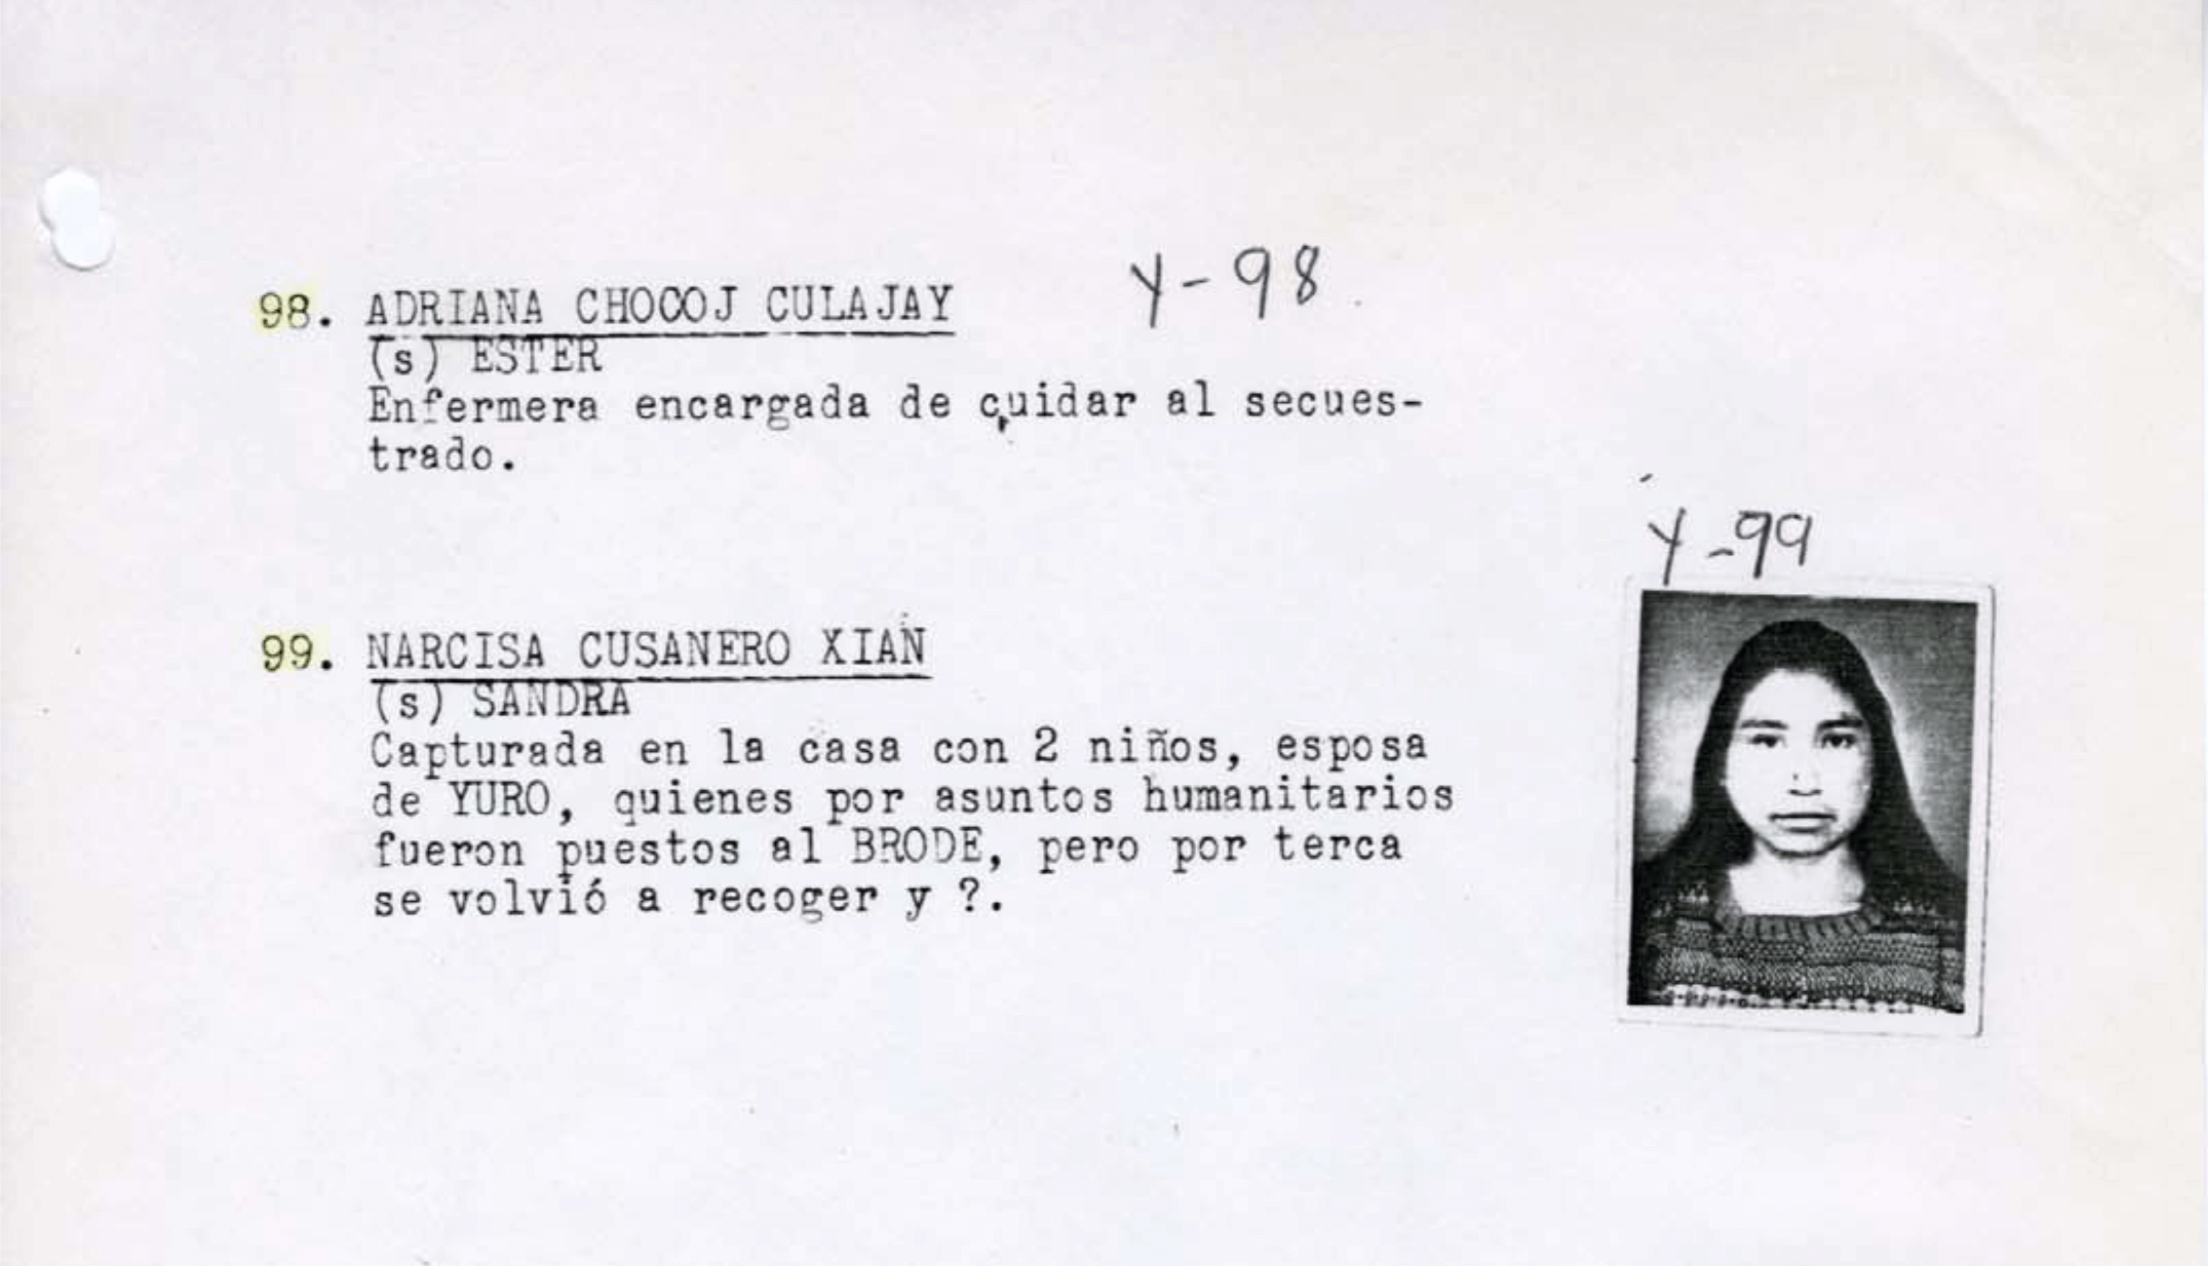 98. ADRIANA CHOCOJ CULAJAY Y-98
(s) ESTER
Enfermera encargada de cuidar al secues-
trado.
Y-99
99. NARCISA CUSANERO XIAN
(s) SANDRA
Capturada en la casa con 2 niños, esposa
de YURO, quienes por asuntos humanitarios
fueron puestos al BRODE, pero por terca
se volvió a recoger y ?.